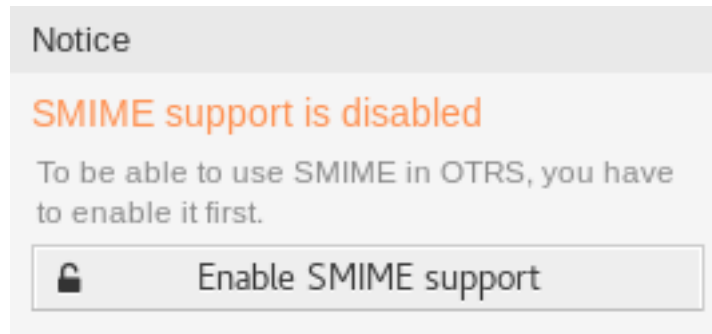 Notice
SMIME support is disabled
To be able to use SMIME in OTRS, you have
to enable it first.
Enable SMIME support